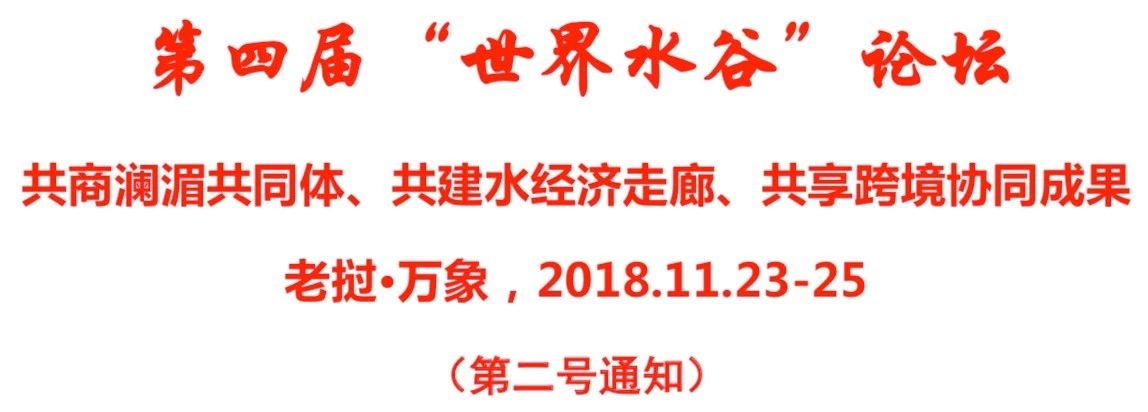 第四届“世界水谷”论坛
共商澜湄共同体、共建水经济走廊、共享跨境协同成果
老挝•万象，2018.11.23-25
（第二号通知）